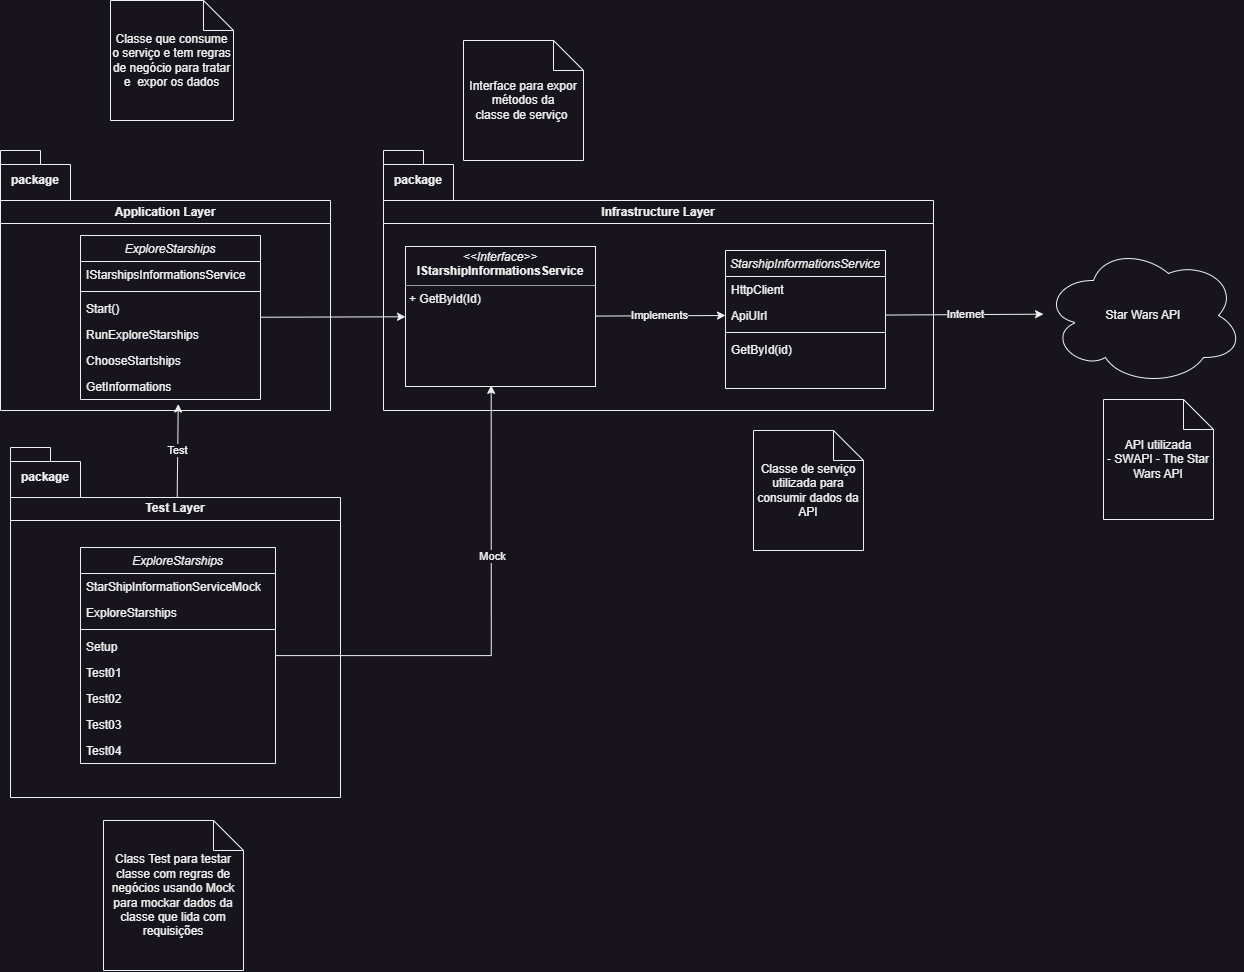 Classe que consume
o serviço e tem regras
de negócio para tratar
e  expor os dados
Interface para expor
métodos da
classe de serviço
package
Application Layer
ExploreStarships
IStarshipsInformationsService
Start()
RunExploreStarships
ChooseStartships
GetInformations
package
Infrastructure Layer
<<Interface>>
IStarshipInformationsService
+ GetById(Id)
Implements
StarshipInformationsService
HttpClient
ApiUIrl
GetById(id)
Internet
Star Wars API
API utilizada
- SWAPI - The Star
Wars API
Classe de serviço
utilizada para
consumir dados da
API
Test
package
Test Layer
ExploreStarships
StarShipInformationServiceMock
ExploreStarships
Setup
Test01
Test02
Test03
Test04
Mock
Class Test para testar
classe com regras de
negócios usando Mock
para mockar dados da
classe que lida com
requisições